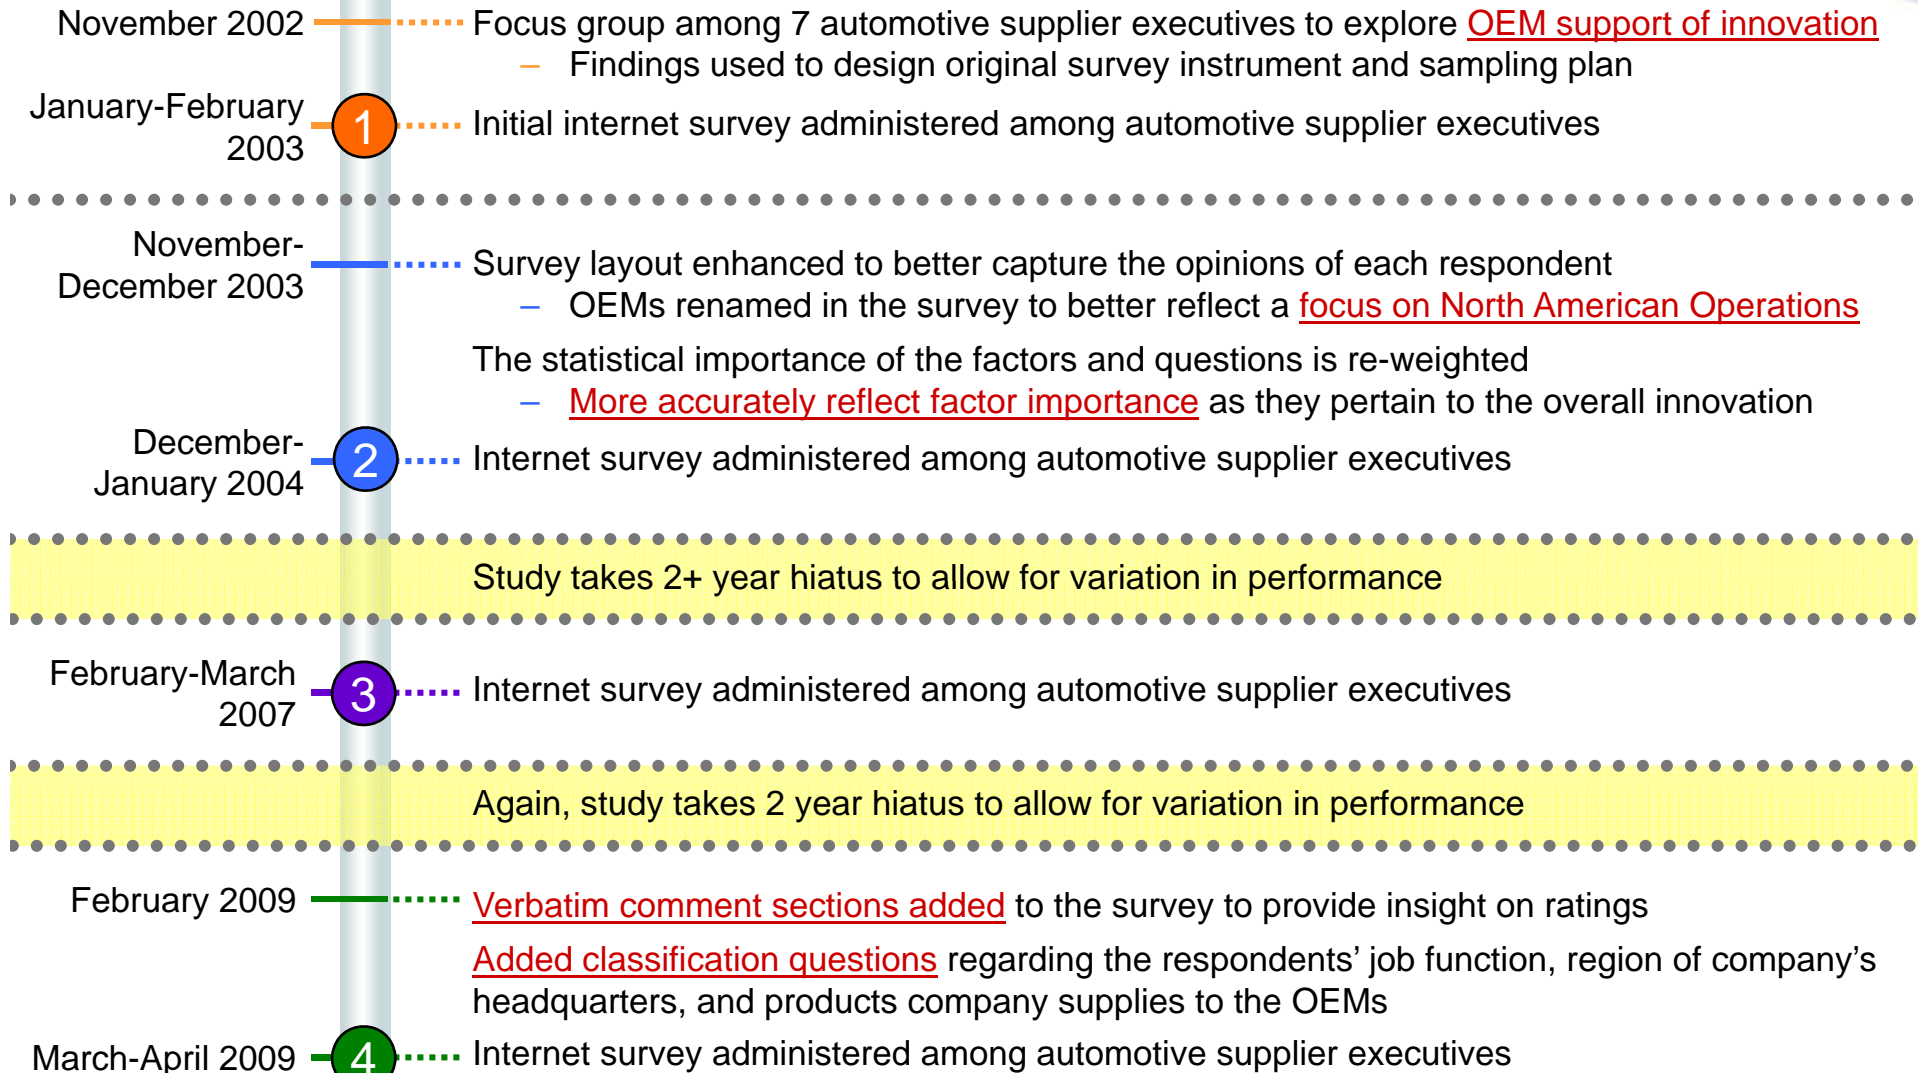 November 2002
Focus group among 7 automotive supplier executives to explore OEM support of innovation
– Findings used to design original survey instrument and sampling plan
January-February
2003
1
Initial internet survey administered among automotive supplier executives
November-
December 2003
Survey layout enhanced to better capture the opinions of each respondent
– OEMs renamed in the survey to better reflect a focus on North American Operations
The statistical importance of the factors and questions is re-weighted
– More accurately reflect factor importance as they pertain to the overall innovation
December-
January 2004
2
Internet survey administered among automotive supplier executives
Study takes 2+ year hiatus to allow for variation in performance
February-March
2007
3
Internet survey administered among automotive supplier executives
Again, study takes 2 year hiatus to allow for variation in performance
February 2009
Verbatim comment sections added to the survey to provide insight on ratings
Added classification questions regarding the respondents’ job function, region of company’s
headquarters, and products company supplies to the OEMs
March-April 2009
4
Internet survey administered among automotive supplier executives